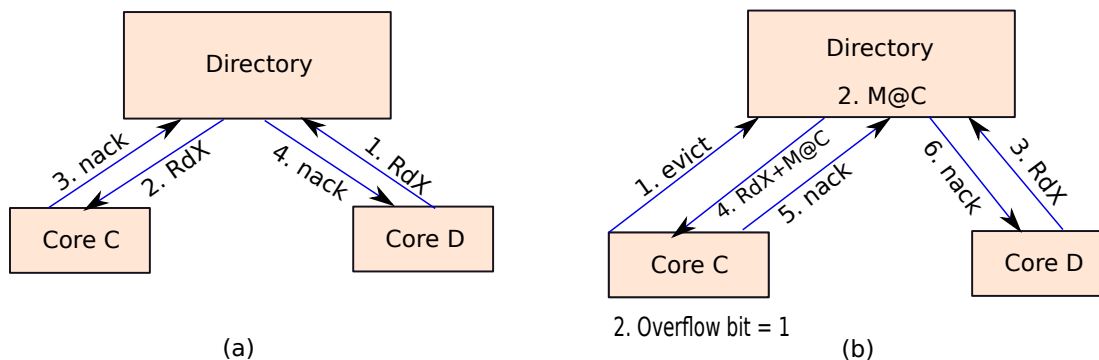 Directory
3. nack
2. RdX
4. nack
1. RdX
Core C
Core D
(a)
Directory
2. M@C
1. evict
4. RdX+M@C
5. nack
6. nack
3. RdX
Core C
Core D
2. Overflow bit = 1
(b)